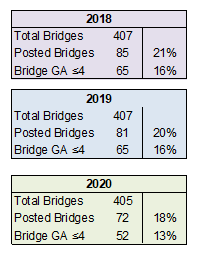 2018
Total Bridges 407
Posted Bridges 85 21%
Bridge GA ≤4 65 16%
2019
Total Bridges 407
Posted Bridges 81 20%
Bridge GA ≤4 65 16%
2020
Total Bridges 405
Posted Bridges 72 18%
Bridge GA ≤4 52 13%